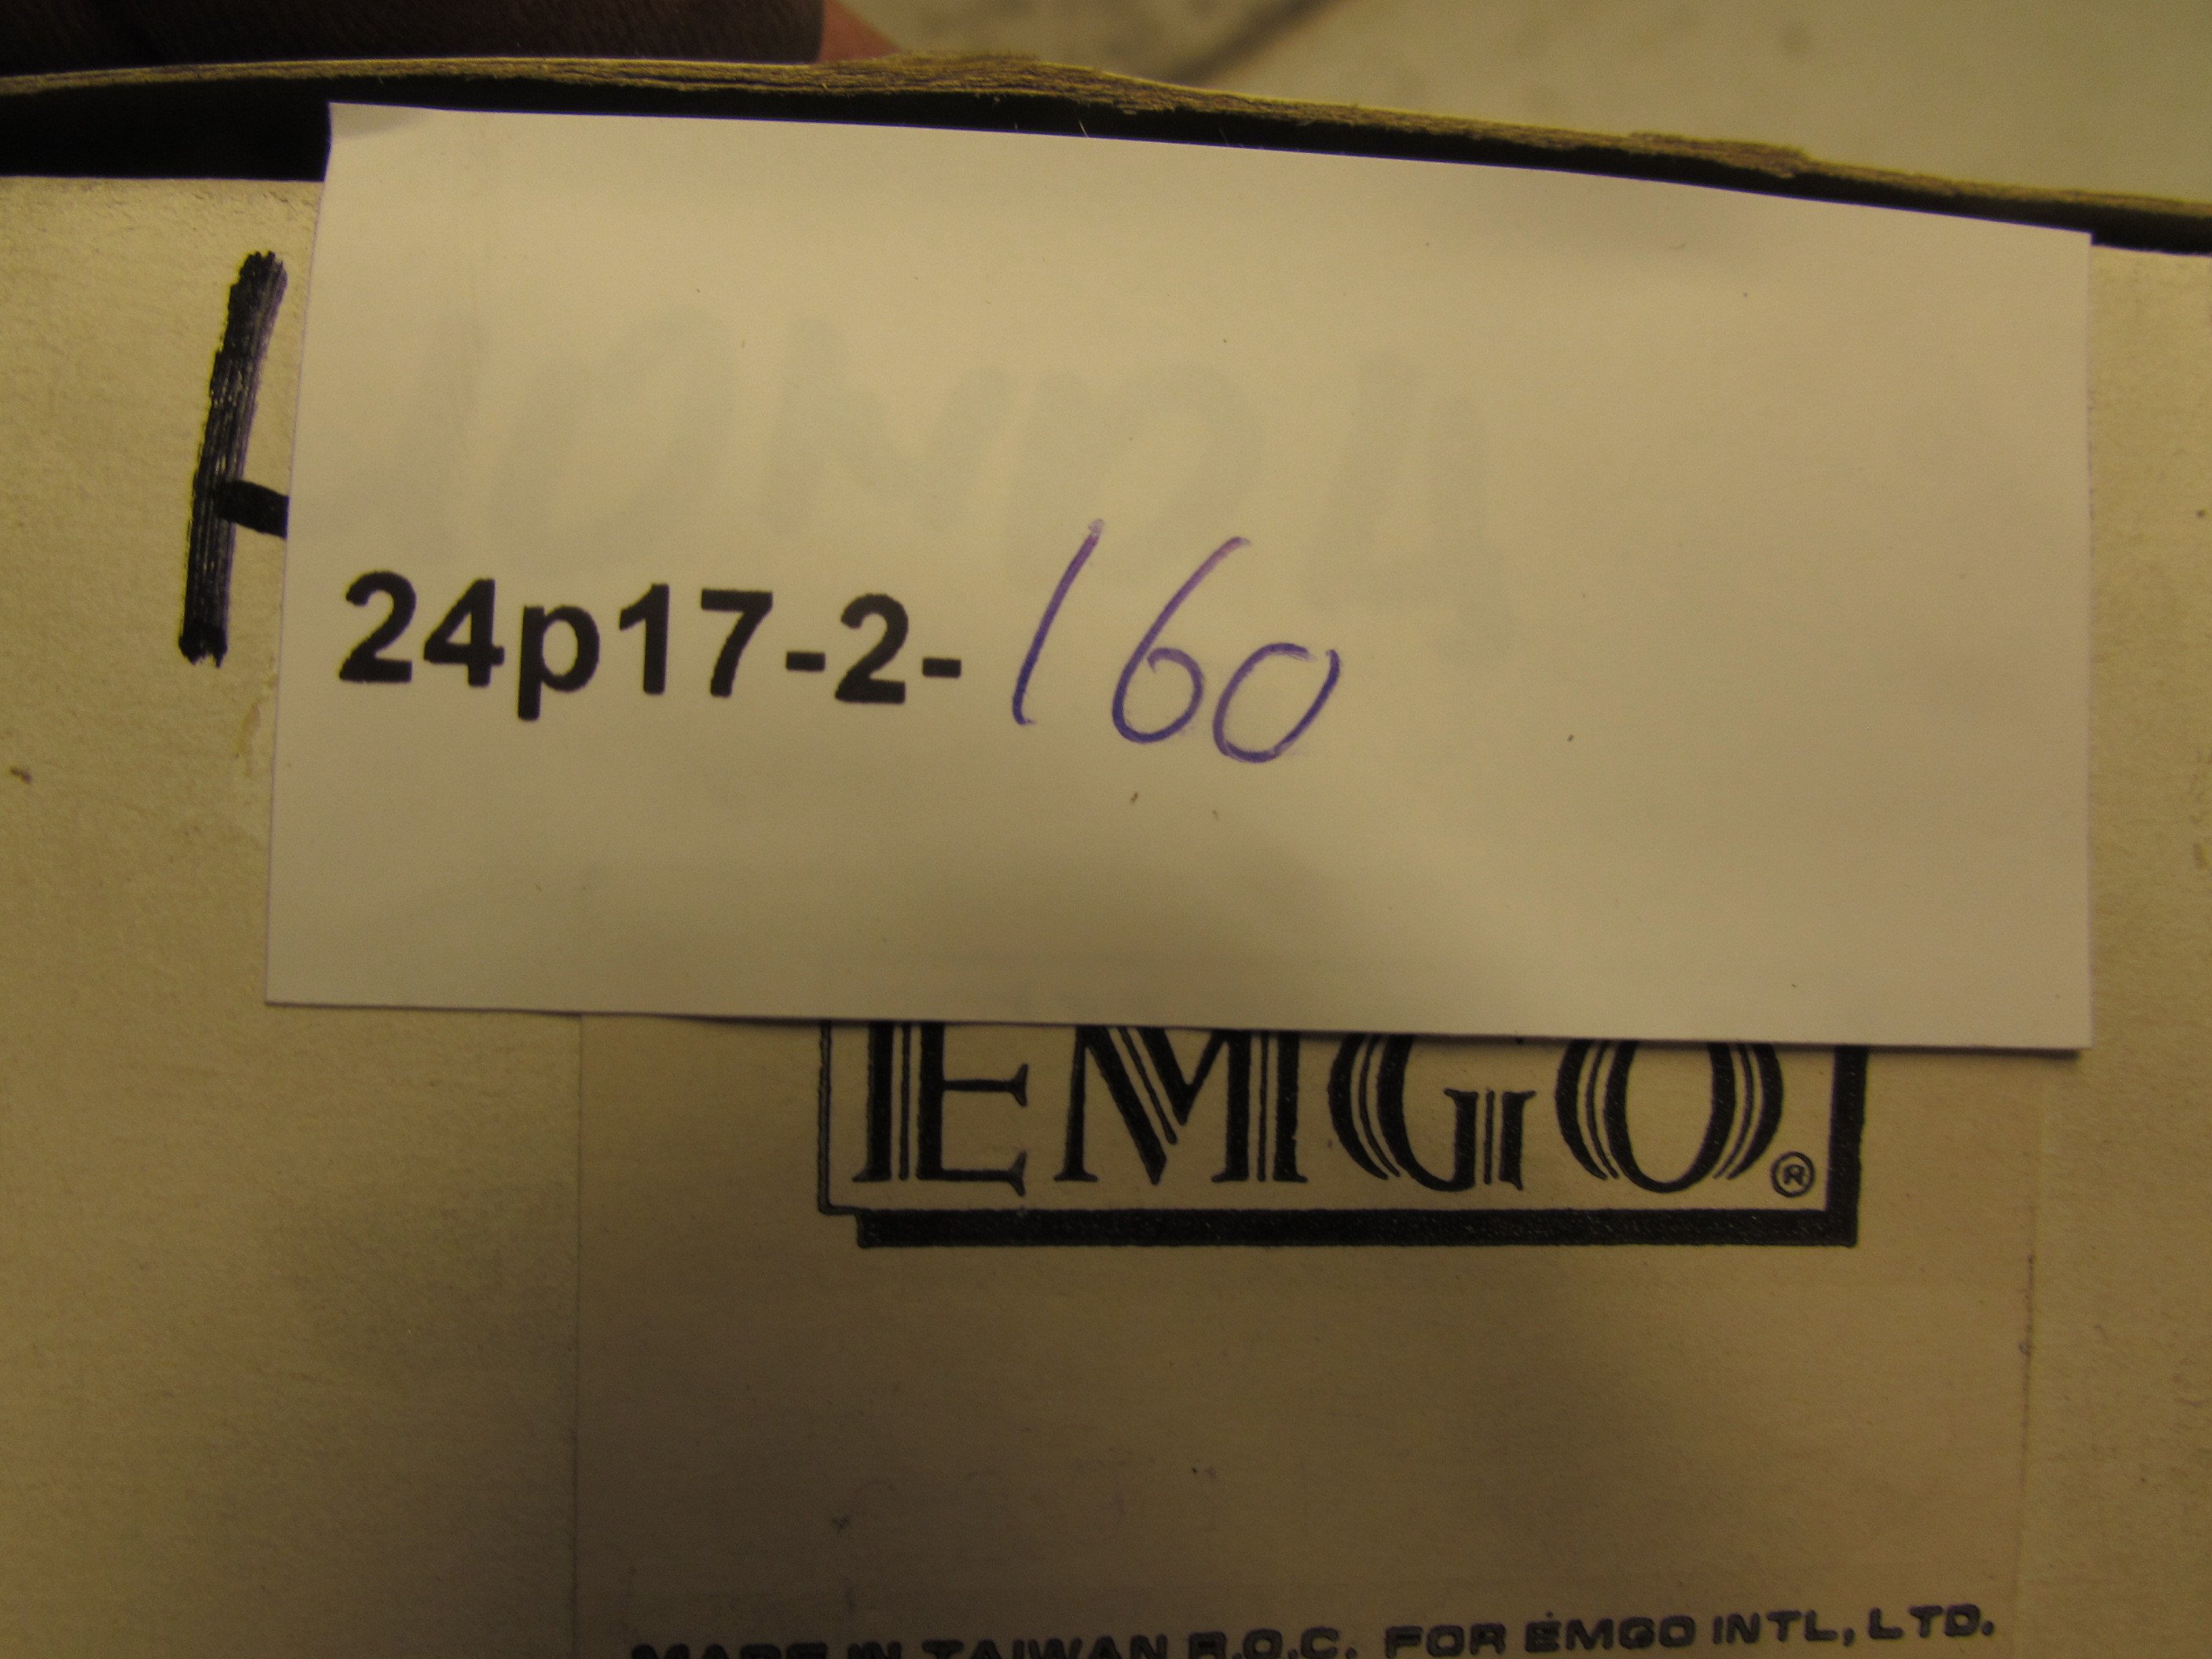 H
24p17-2-160
EMGO®
MADE IN TAIWAN R.O.C. FOR EMGO INTL, LTD.